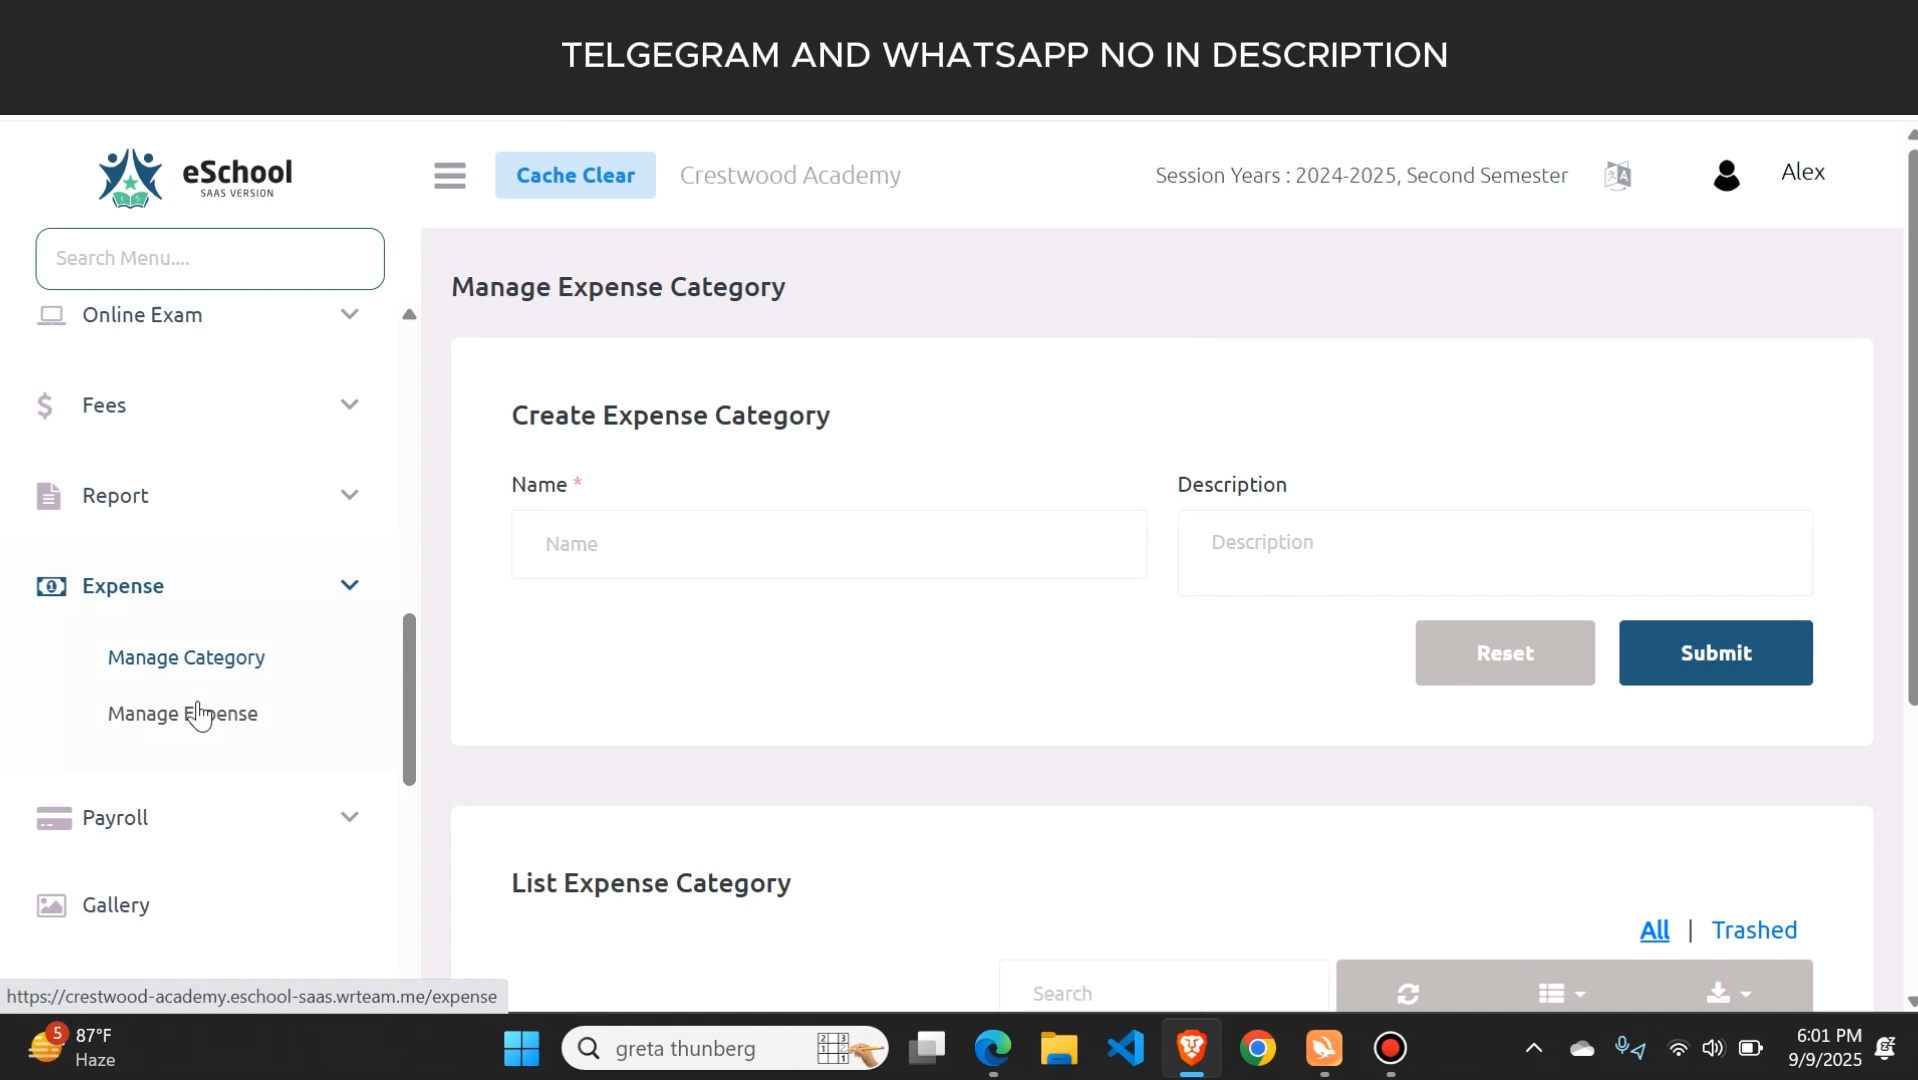 TELGEGRAM AND WHATSAPP NO IN DESCRIPTION
eSchool
SAAS VERSION
Cache Clear
Crestwood Academy
Session Years : 2024-2025, Second Semester
Alex
Search Menu....
Online Exam
Fees
Report
Expense
Manage Category
Manage Expense
Payroll
Gallery
Manage Expense Category
Create Expense Category
Name *
Name
Description
Description
Reset
Submit
List Expense Category
All | Trashed
Search
https://crestwood-academy.eschool-saas.wrteam.me/expense
5
87°F
Haze
greta thunberg
6:01 PM
9/9/2025